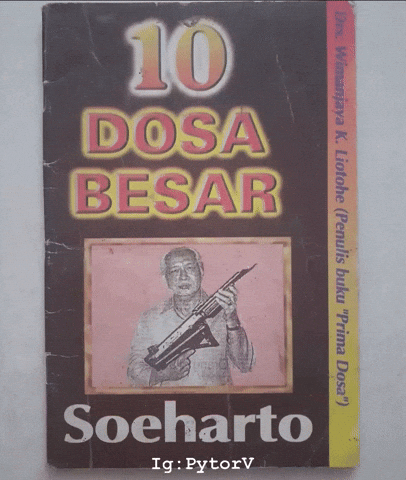 10
DOSA
BESAR
Soeharto
Drs. Wimanjaya K. Liotohe (Penulis buku "Prima Dosa")
Ig:PytorV